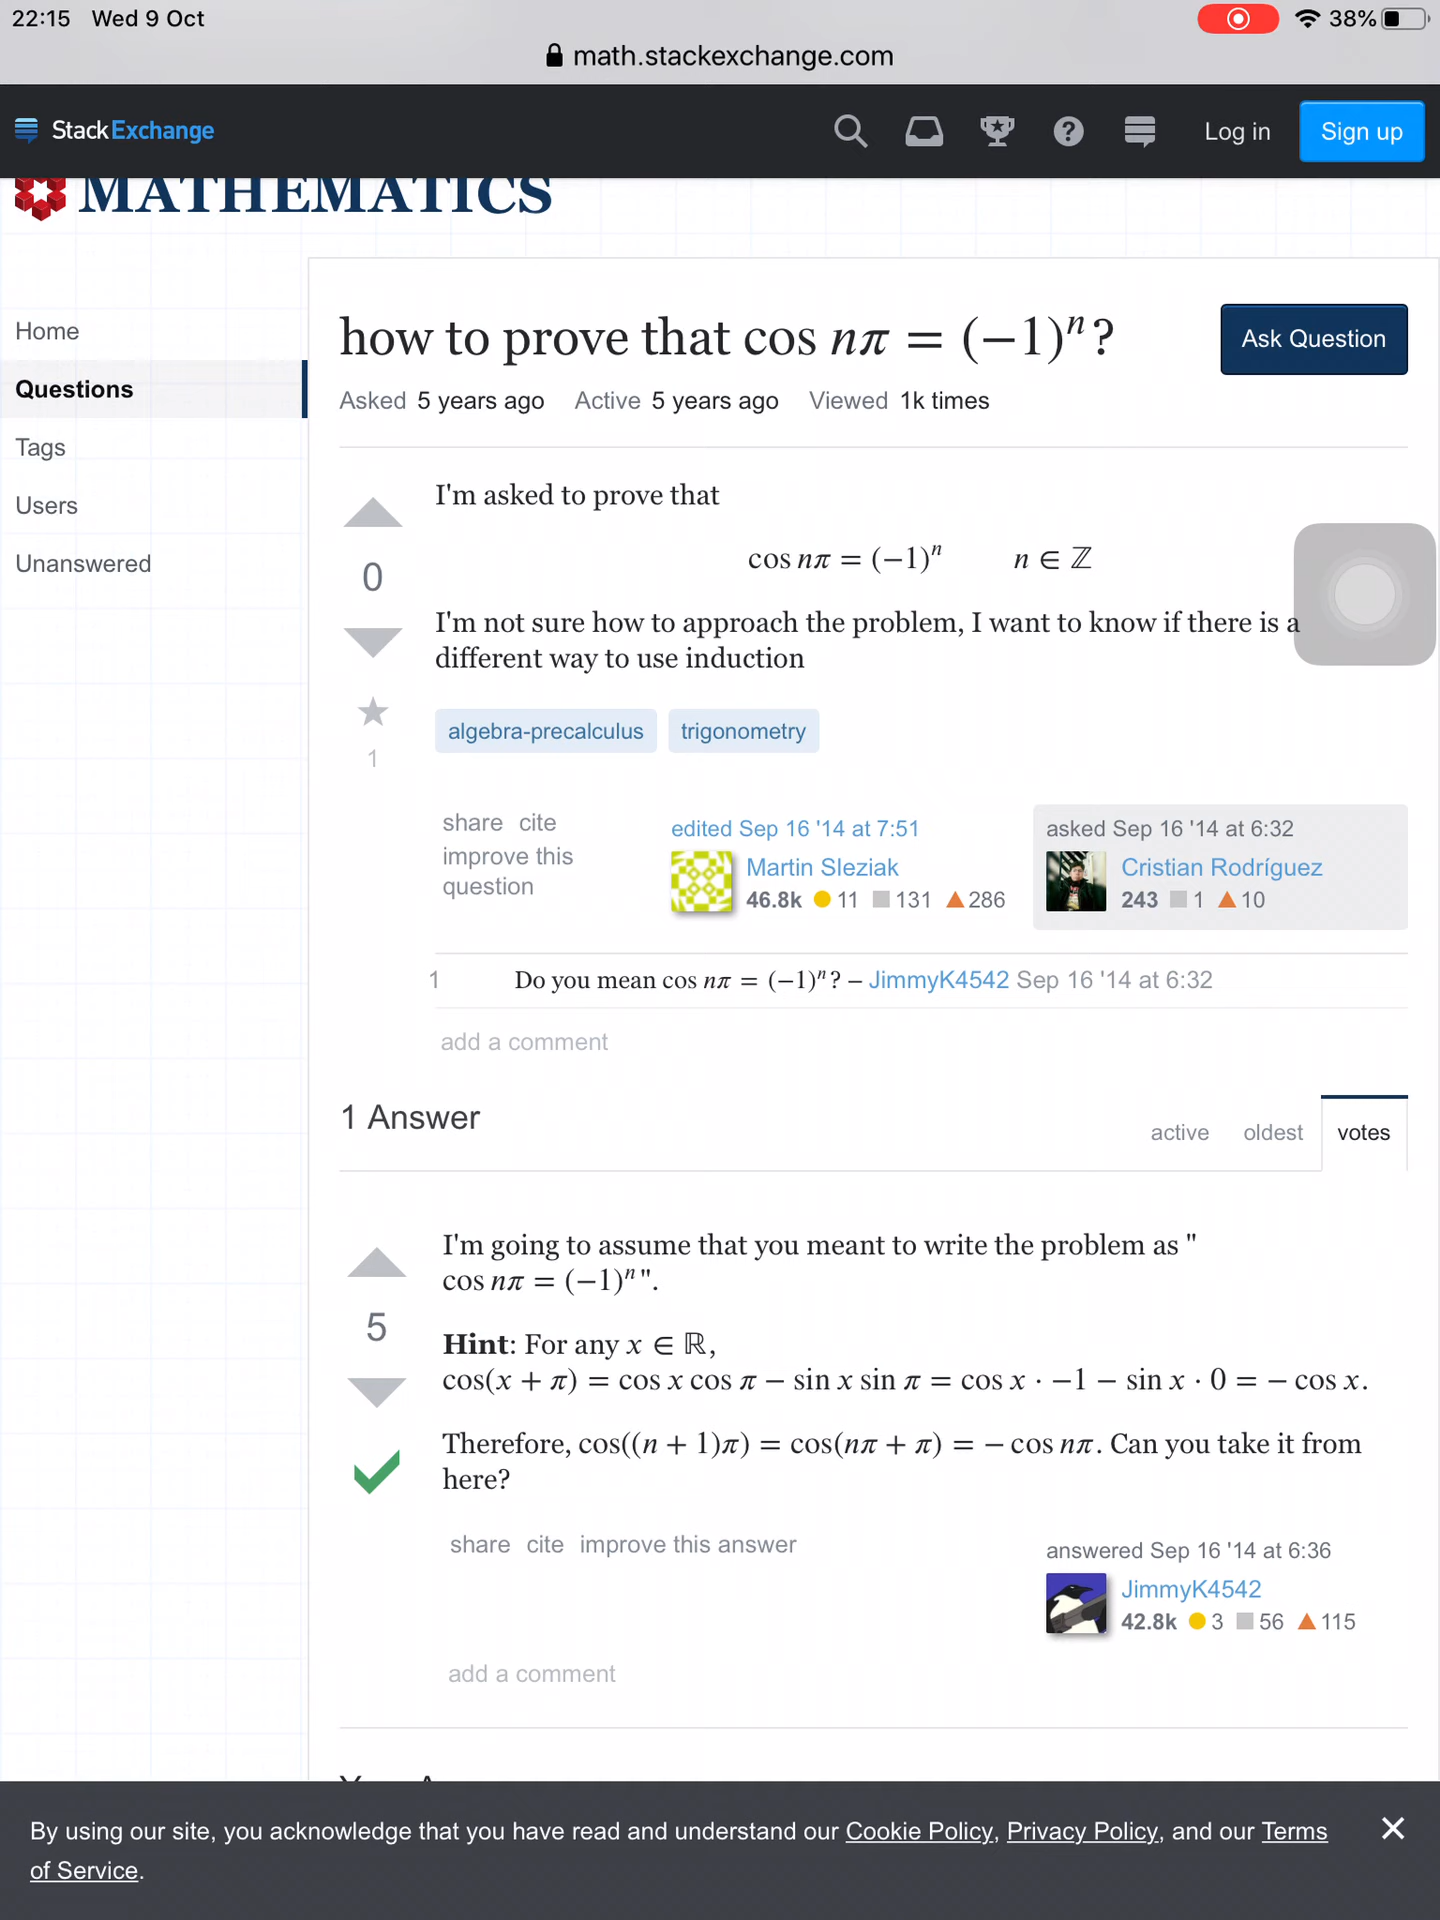 22:15 Wed 9 Oct
38%
math.stackexchange.com
StackExchange
Log in
Sign up
MATHEMATICS
Home
Questions
Tags
Users
Unanswered
how to prove that cos nπ = (−1)ⁿ?
Ask Question
Asked 5 years ago Active 5 years ago Viewed 1k times
I'm asked to prove that
0
cos nπ = (−1)ⁿ n ∈ ℤ
I'm not sure how to approach the problem, I want to know if there is a
different way to use induction
1
algebra-precalculus trigonometry
share cite
improve this
question
edited Sep 16 '14 at 7:51
Martin Sleziak
46.8k 11 131 286
asked Sep 16 '14 at 6:32
Cristian Rodríguez
243 1 10
1 Do you mean cos nπ = (−1)ⁿ? – JimmyK4542 Sep 16 '14 at 6:32
add a comment
1 Answer
active oldest votes
5
I'm going to assume that you meant to write the problem as "
cos nπ = (−1)ⁿ".
Hint: For any x ∈ ℝ,
cos(x + π) = cos x cos π − sin x sin π = cos x · −1 − sin x · 0 = − cos x.
Therefore, cos((n + 1)π) = cos(nπ + π) = − cos nπ. Can you take it from
here?
share cite improve this answer
answered Sep 16 '14 at 6:36
JimmyK4542
42.8k 3 56 115
add a comment
By using our site, you acknowledge that you have read and understand our Cookie Policy, Privacy Policy, and our Terms
of Service.